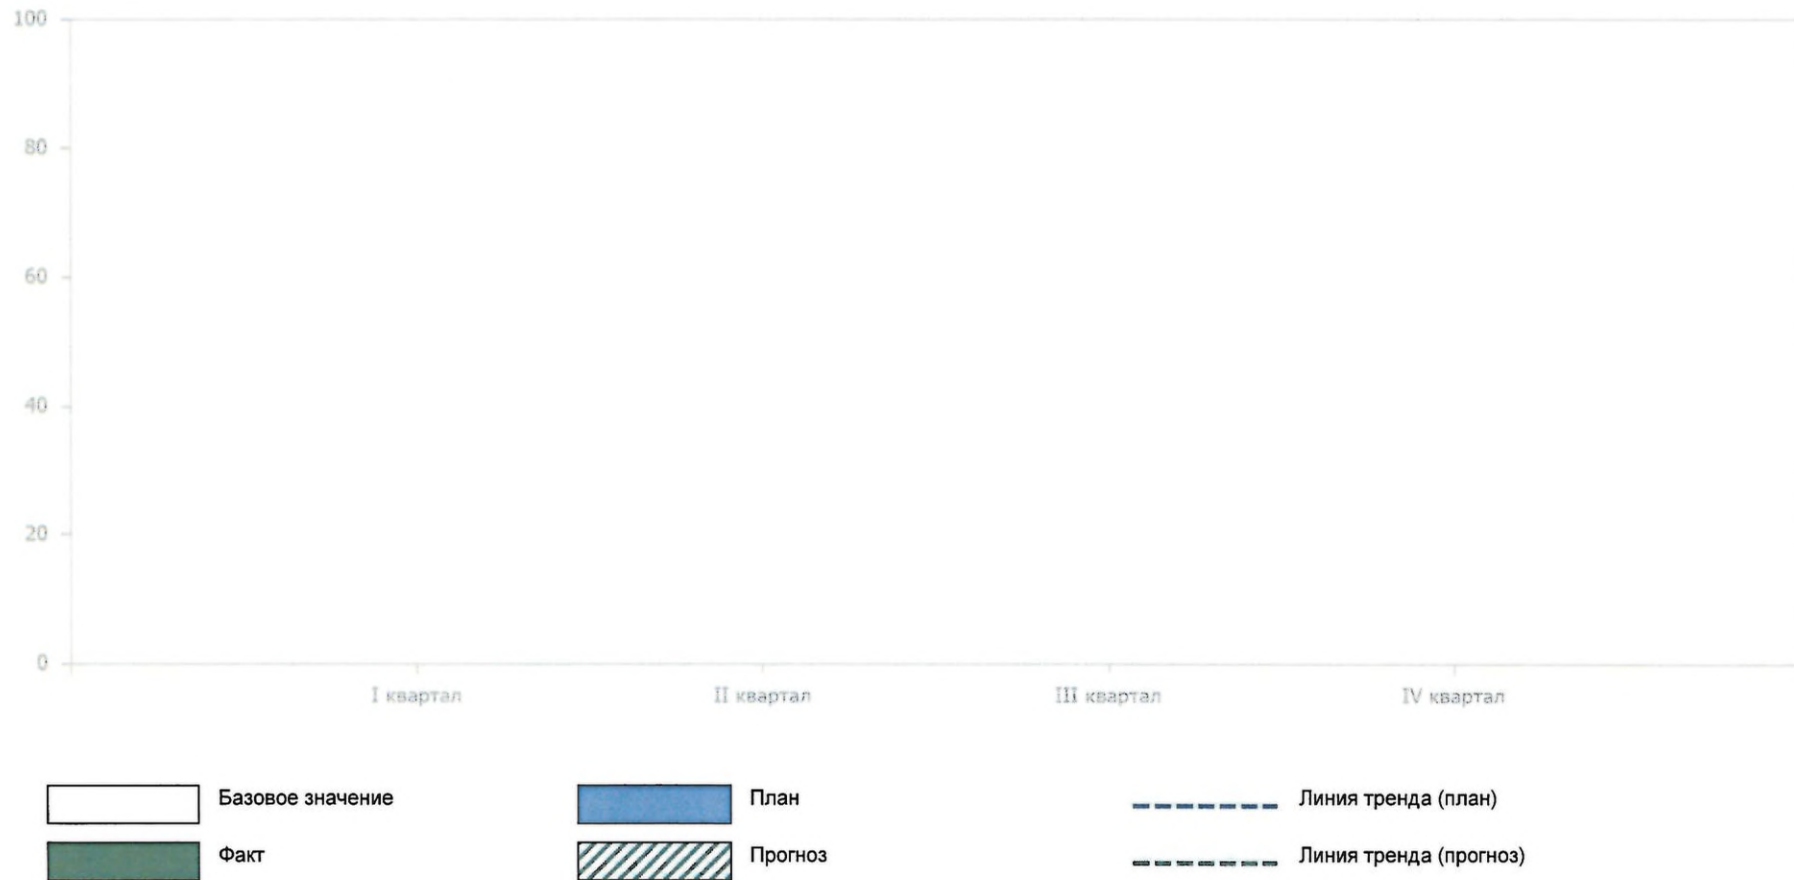 100
80
60
40
20
0
I квартал II квартал III квартал IV квартал
Базовое значение План Линия тренда (план)
Факт Прогноз Линия тренда (прогноз)